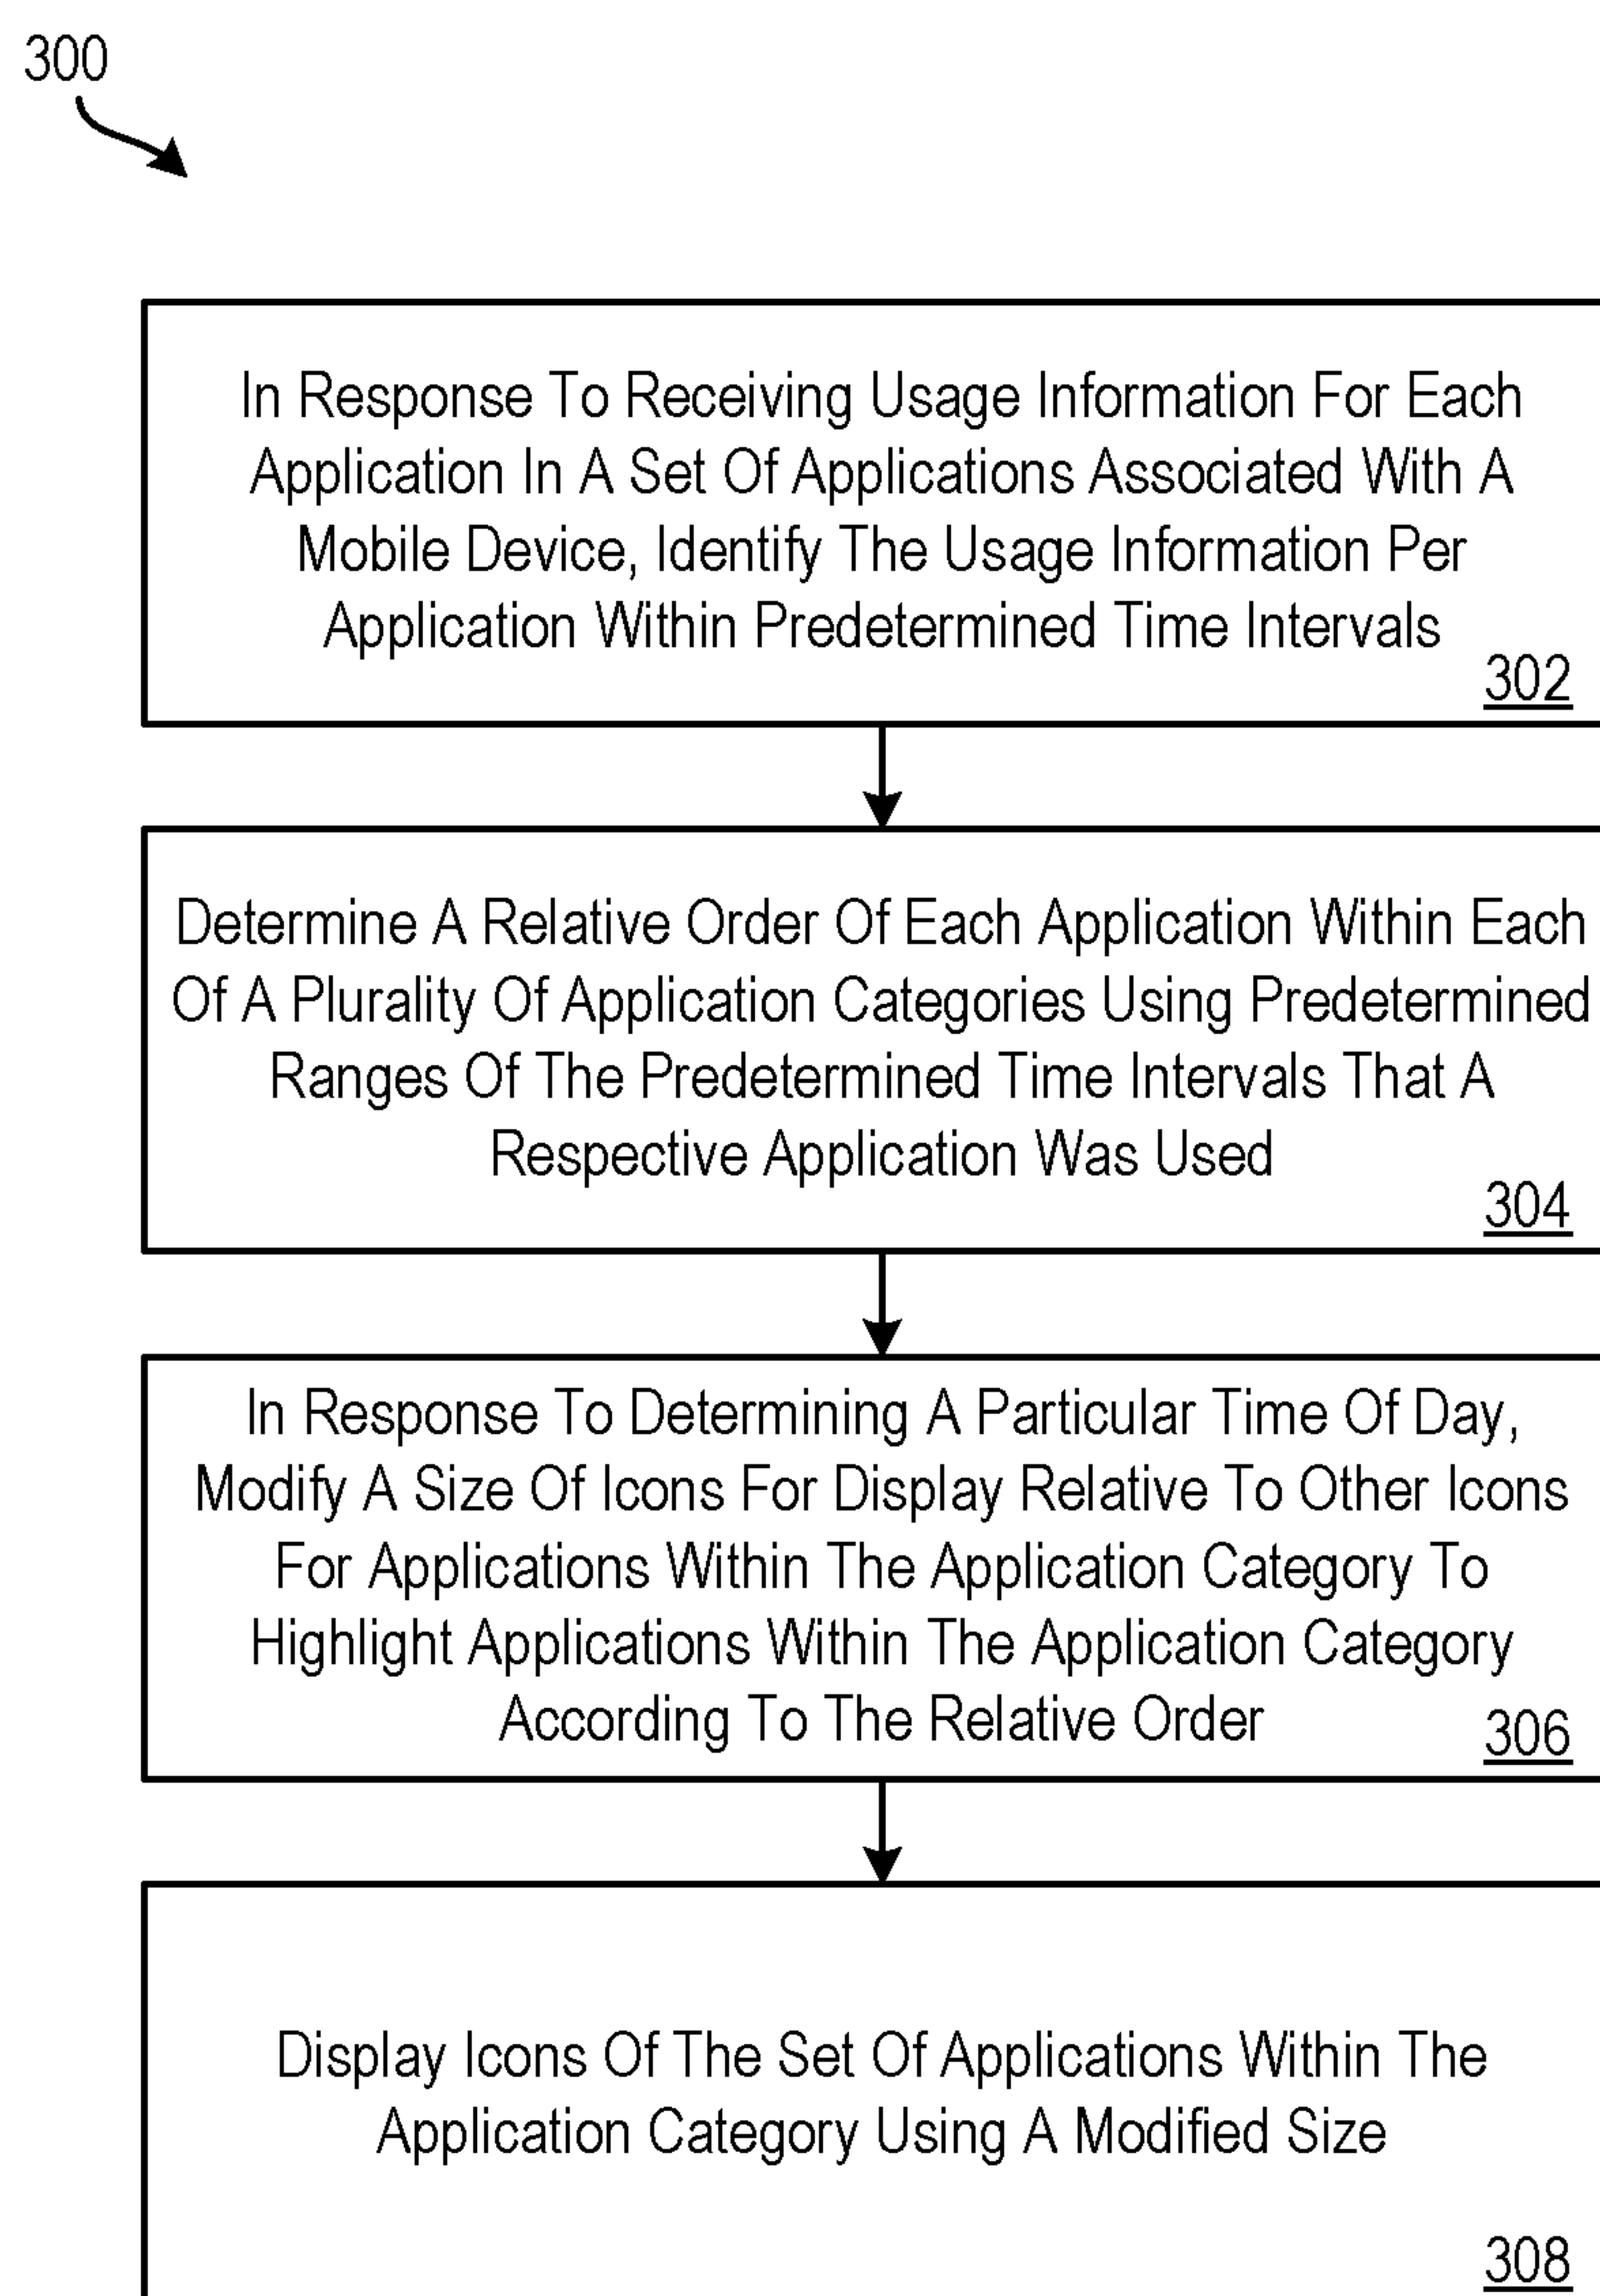 300
In Response To Receiving Usage Information For Each
Application In A Set Of Applications Associated With A
Mobile Device, Identify The Usage Information Per
Application Within Predetermined Time Intervals
302
Determine A Relative Order Of Each Application Within Each
Of A Plurality Of Application Categories Using Predetermined
Ranges Of The Predetermined Time Intervals That A
Respective Application Was Used
304
In Response To Determining A Particular Time Of Day,
Modify A Size Of Icons For Display Relative To Other Icons
For Applications Within The Application Category To
Highlight Applications Within The Application Category
According To The Relative Order
306
Display Icons Of The Set Of Applications Within The
Application Category Using A Modified Size
308